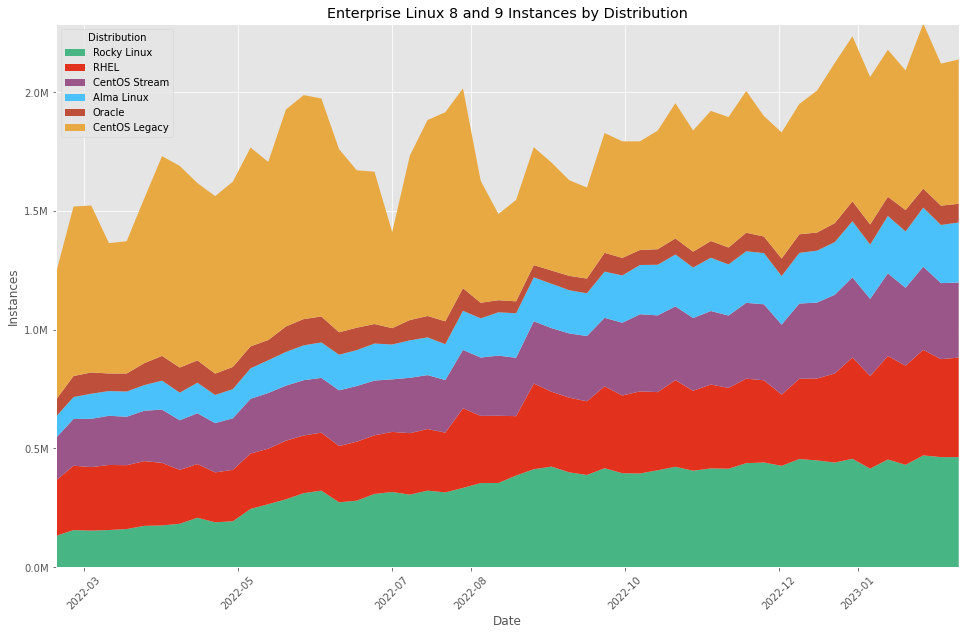 Enterprise Linux 8 and 9 Instances by Distribution
Distribution
Rocky Linux
RHEL
CentOS Stream
Alma Linux
Oracle
CentOS Legacy
Instances
2.0M
1.5M
1.0M
0.5M
0.0M
2022-03
2022-05
2022-07
2022-08
2022-10
2022-12
2023-01
Date